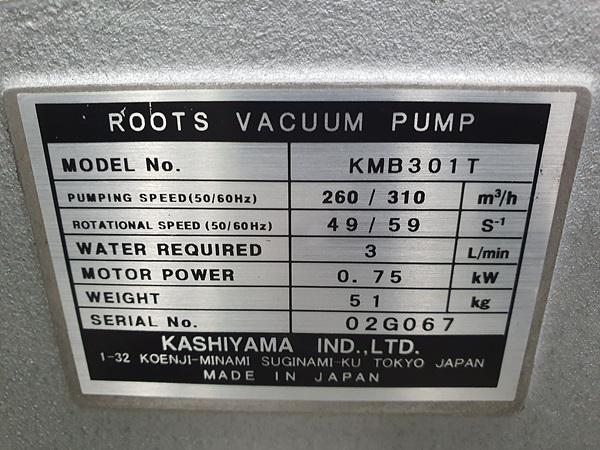 ROOTS VACUUM PUMP
MODEL No. KMB301T
PUMPING SPEED(50/60Hz) 260 / 310 m³/h
ROTATIONAL SPEED (50/60Hz) 49/59 S⁻¹
WATER REQUIRED 3 L/min
MOTOR POWER 0.75 kW
WEIGHT 51 kg
SERIAL No. 02G067
KASHIYAMA IND.,LTD.
1-32 KOENJI-MINAMI SUGINAMI-KU TOKYO JAPAN
MADE IN JAPAN